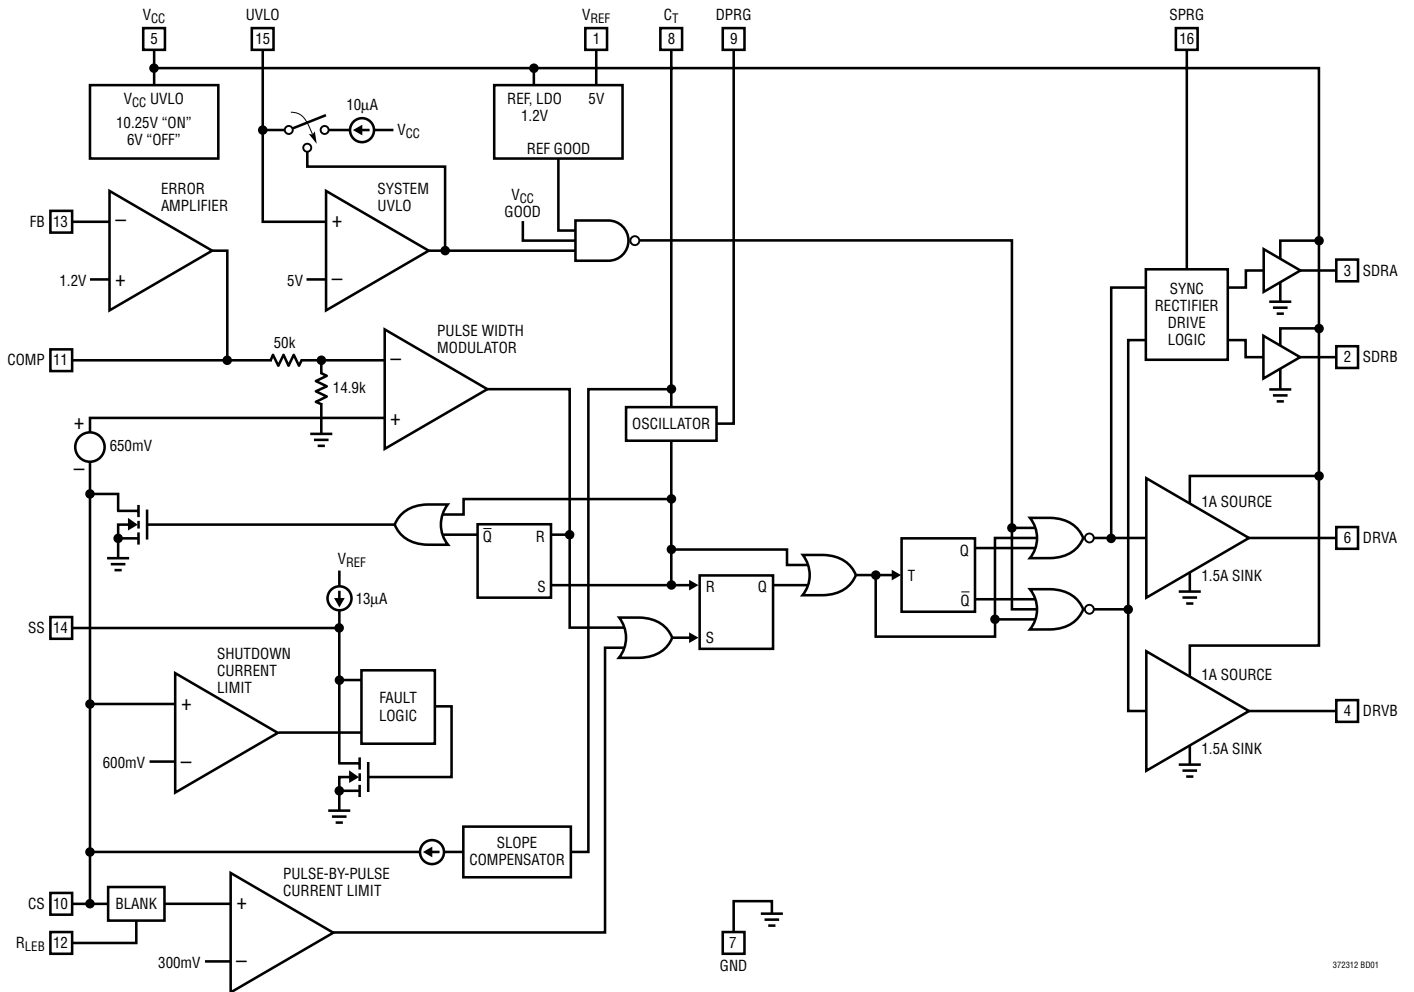 VCC
5
UVLO
15
VREF
1
CT
8
DPRG
9
SPRG
16
VCC UVLO
10.25V “ON”
6V “OFF”
10µA
VCC
REF, LDO
1.2V
5V
REF GOOD
ERROR
AMPLIFIER
FB 13
−
1.2V
+
SYSTEM
UVLO
+
5V
−
VCC
GOOD
SYNC
RECTIFIER
DRIVE
LOGIC
3 SDRA
2 SDRB
COMP 11
50k
14.9k
PULSE WIDTH
MODULATOR
−
+
OSCILLATOR
+
650mV
−
Q̅
R
S
VREF
13µA
SS 14
R
Q
S
T
Q
Q̅
1A SOURCE
6 DRVA
1.5A SINK
SHUTDOWN
CURRENT
LIMIT
+
600mV
−
FAULT
LOGIC
1A SOURCE
4 DRVB
1.5A SINK
SLOPE
COMPENSATOR
PULSE-BY-PULSE
CURRENT LIMIT
CS 10
BLANK
+
RLEB 12
300mV
−
7
GND
372312 BD01